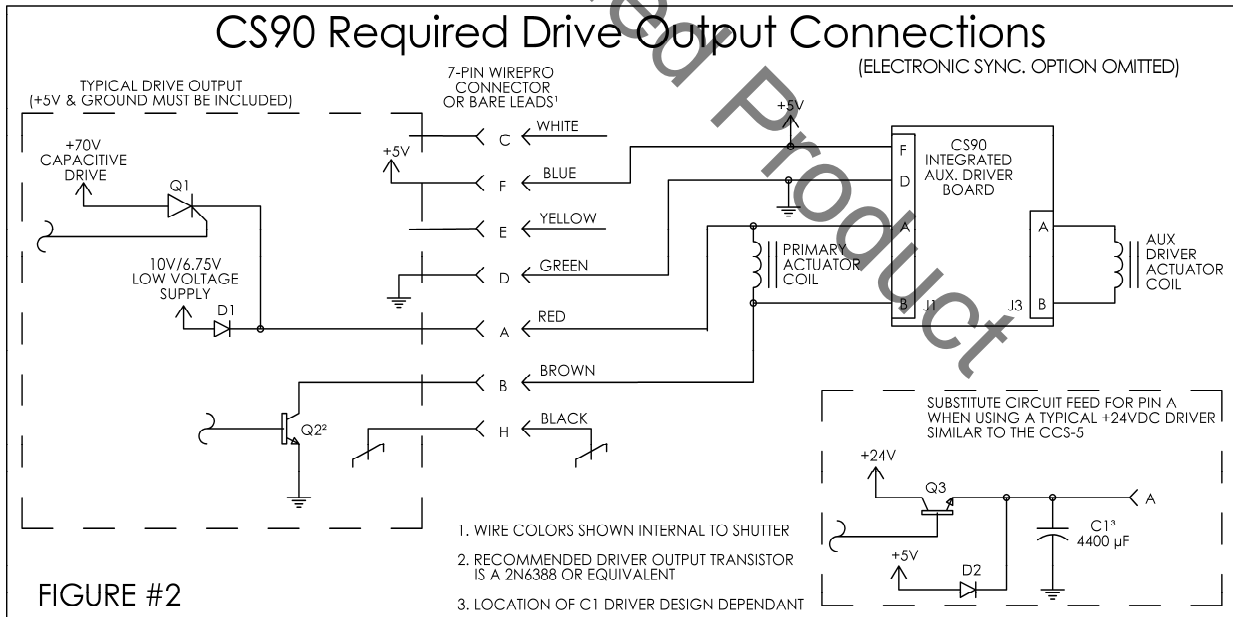 CS90 Required Drive Output Connections
(ELECTRONIC SYNC. OPTION OMITTED)
TYPICAL DRIVE OUTPUT
(+5V & GROUND MUST BE INCLUDED)
7-PIN WIREPRO
CONNECTOR
OR BARE LEADS¹
+70V
CAPACITIVE
DRIVE
Q1
10V/6.75V
LOW VOLTAGE
SUPPLY
D1
Q2²
+5V
C WHITE
F BLUE
E YELLOW
D GREEN
A RED
B BROWN
H BLACK
+5V
PRIMARY
ACTUATOR
COIL
F
D
A
B
J1
CS90
INTEGRATED
AUX. DRIVER
BOARD
J3
A
B
AUX
DRIVER
ACTUATOR
COIL
ed Product
SUBSTITUTE CIRCUIT FEED FOR PIN A
WHEN USING A TYPICAL +24VDC DRIVER
SIMILAR TO THE CCS-5
+24V
Q3
A
+5V
D2
C1³
4400 µF
1. WIRE COLORS SHOWN INTERNAL TO SHUTTER
2. RECOMMENDED DRIVER OUTPUT TRANSISTOR
IS A 2N6388 OR EQUIVALENT
3. LOCATION OF C1 DRIVER DESIGN DEPENDANT
FIGURE #2